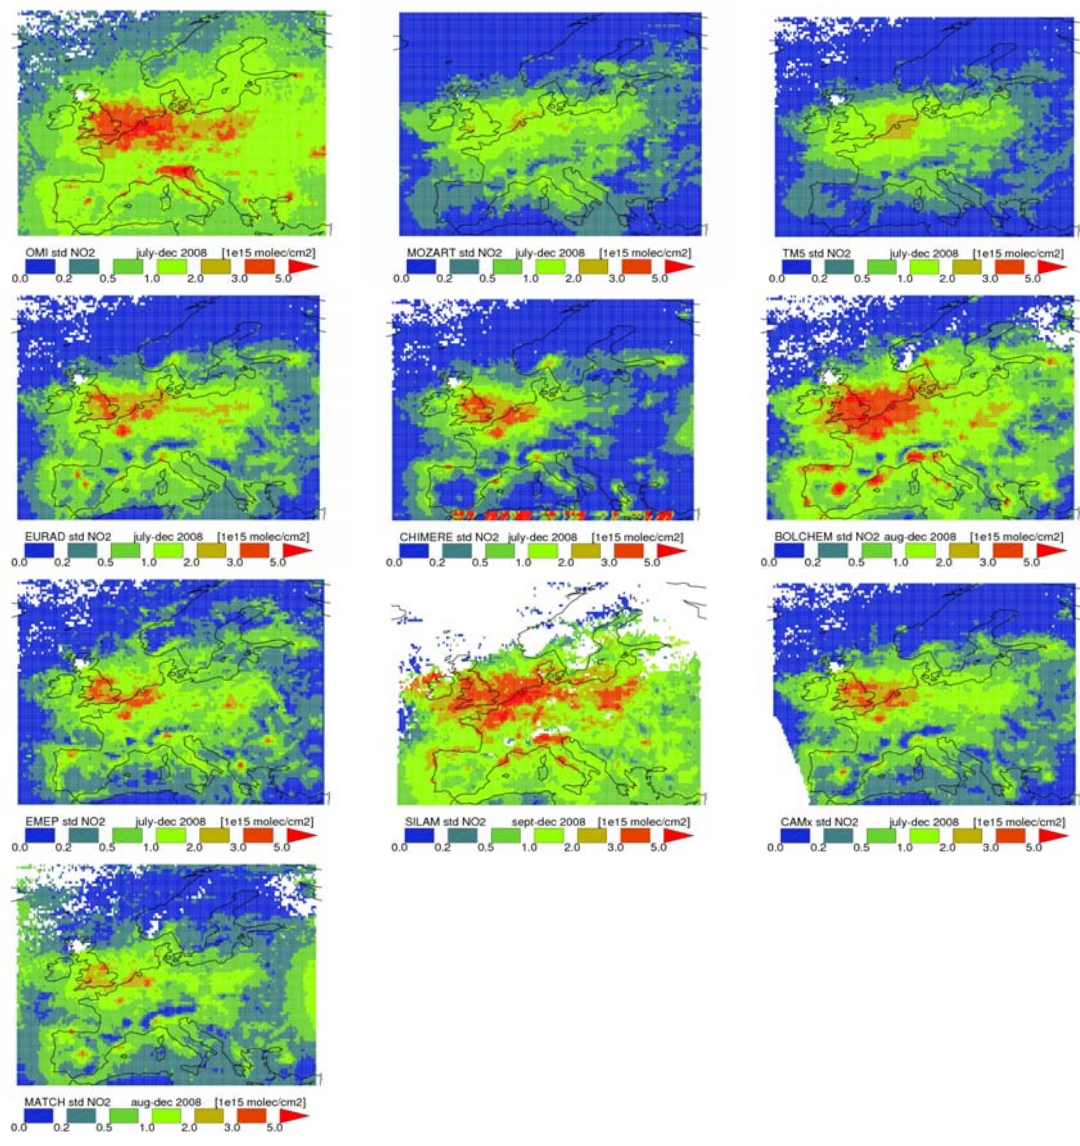 OMI std NO2 july-dec 2008 [1e15 molec/cm2]
0.0 0.2 0.5 1.0 2.0 3.0 5.0
MOZART std NO2 july-dec 2008 [1e15 molec/cm2]
0.0 0.2 0.5 1.0 2.0 3.0 5.0
TM5 std NO2 july-dec 2008 [1e15 molec/cm2]
0.0 0.2 0.5 1.0 2.0 3.0 5.0
EURAD std NO2 july-dec 2008 [1e15 molec/cm2]
0.0 0.2 0.5 1.0 2.0 3.0 5.0
CHIMERE std NO2 july-dec 2008 [1e15 molec/cm2]
0.0 0.2 0.5 1.0 2.0 3.0 5.0
BOLCHEM std NO2 aug-dec 2008 [1e15 molec/cm2]
0.0 0.2 0.5 1.0 2.0 3.0 5.0
EMEP std NO2 july-dec 2008 [1e15 molec/cm2]
0.0 0.2 0.5 1.0 2.0 3.0 5.0
SILAM std NO2 sept-dec 2008 [1e15 molec/cm2]
0.0 0.2 0.5 1.0 2.0 3.0 5.0
CAMx std NO2 july-dec 2008 [1e15 molec/cm2]
0.0 0.2 0.5 1.0 2.0 3.0 5.0
MATCH std NO2 aug-dec 2008 [1e15 molec/cm2]
0.0 0.2 0.5 1.0 2.0 3.0 5.0